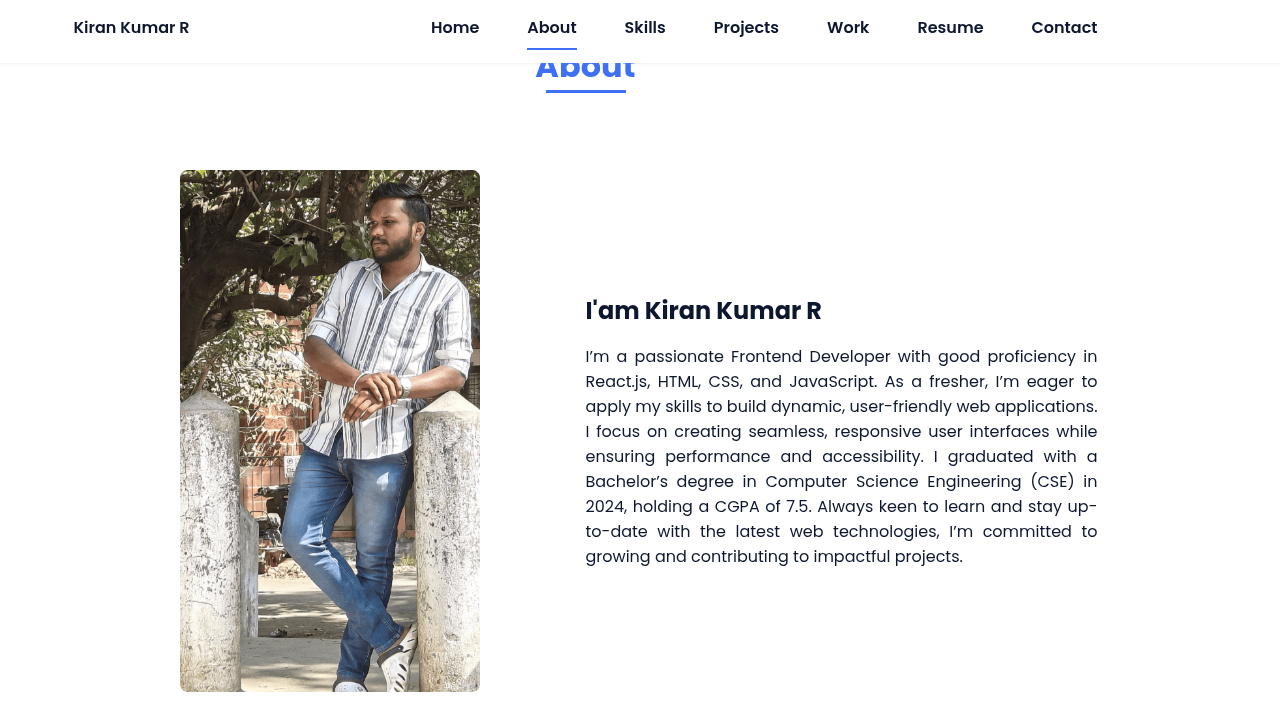 Kiran Kumar R Home About Skills Projects Work Resume Contact
About
I'am Kiran Kumar R
I’m a passionate Frontend Developer with good proficiency in
React.js, HTML, CSS, and JavaScript. As a fresher, I’m eager to
apply my skills to build dynamic, user-friendly web applications.
I focus on creating seamless, responsive user interfaces while
ensuring performance and accessibility. I graduated with a
Bachelor’s degree in Computer Science Engineering (CSE) in
2024, holding a CGPA of 7.5. Always keen to learn and stay up-
to-date with the latest web technologies, I’m committed to
growing and contributing to impactful projects.